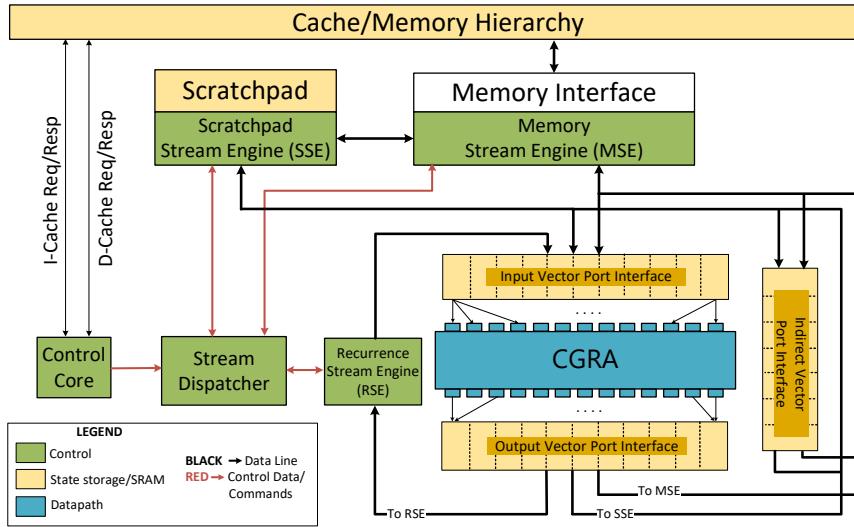 Cache/Memory Hierarchy
I-Cache Req/Resp
D-Cache Req/Resp
Scratchpad
Scratchpad
Stream Engine (SSE)
Memory Interface
Memory
Stream Engine (MSE)
Input Vector Port Interface
. . . .
CGRA
. . . .
Output Vector Port Interface
Indirect Vector
Port Interface
Control
Core
Stream
Dispatcher
Recurrence
Stream Engine
(RSE)
LEGEND
Control
State storage/SRAM
Datapath
BLACK Data Line
RED Control Data/
Commands
To RSE
To MSE
To SSE